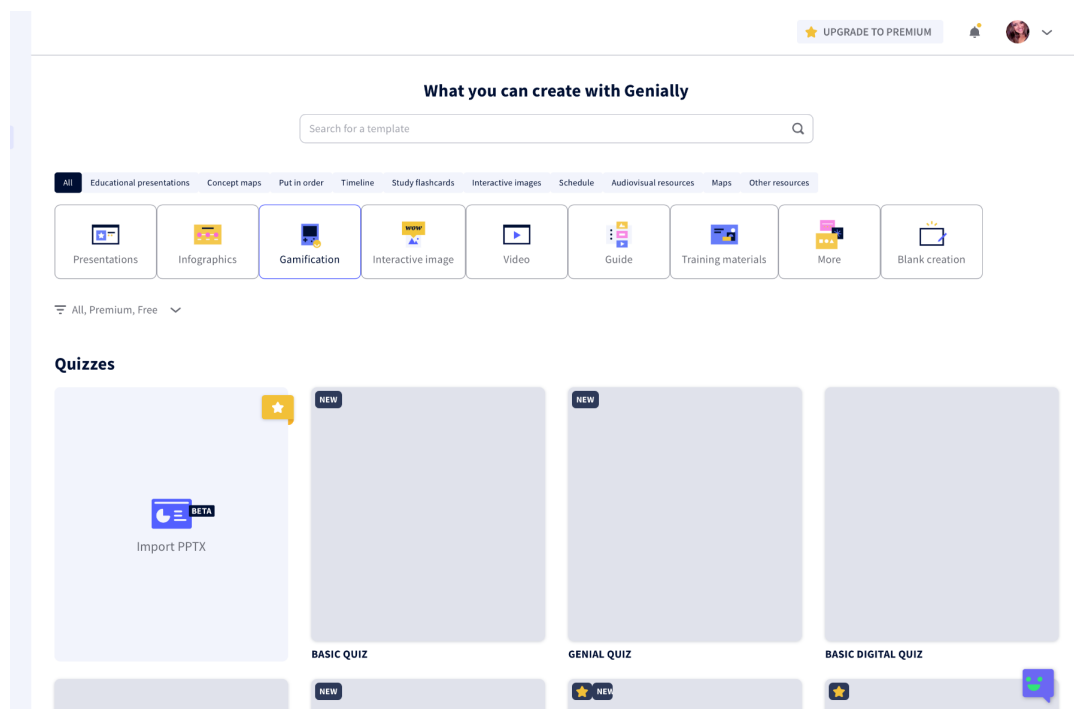 UPGRADE TO PREMIUM
What you can create with Genially
Search for a template
All Educational presentations Concept maps Put in order Timeline Study flashcards Interactive images Schedule Audiovisual resources Maps Other resources
WOW
Presentations Infographics Gamification Interactive image Video Guide Training materials More Blank creation
All, Premium, Free
Quizzes
NEW NEW
BETA
Import PPTX
BASIC QUIZ GENIAL QUIZ BASIC DIGITAL QUIZ
NEW NEW